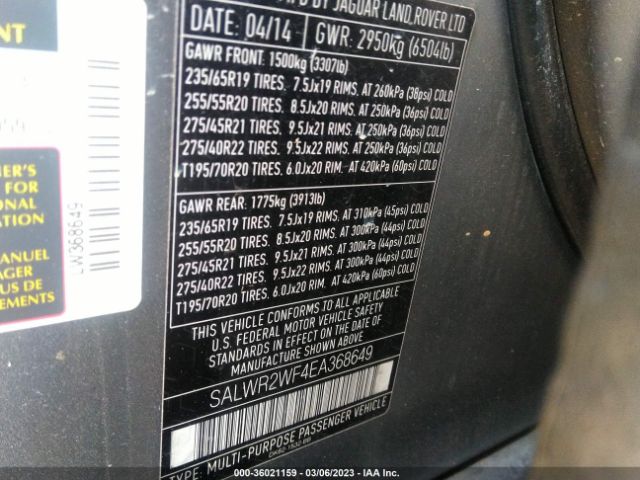 BY JAGUAR LAND ROVER LTD
DATE: 04/14 GWR: 2950kg (6504lb)
GAWR FRONT 1500kg (3307lb)
235/65R19 TIRES. 7.5Jx19 RIMS. AT 260kPa (38psi) COLD
255/55R20 TIRES. 8.5Jx20 RIMS. AT 250kPa (36psi) COLD
275/45R21 TIRES. 9.5Jx21 RIMS. AT 250kPa (36psi) COLD
275/40R22 TIRES. 9.5Jx22 RIMS. AT 250kPa (36psi) COLD
T195/70R20 TIRES. 6.0Jx20 RIM. AT 420kPa (60psi) COLD
GAWR REAR: 1775kg (3913lb)
235/65R19 TIRES. 7.5Jx19 RIMS. AT 310kPa (45psi) COLD
255/55R20 TIRES. 8.5Jx20 RIMS. AT 300kPa (44psi) COLD
275/45R21 TIRES. 9.5Jx21 RIMS. AT 300kPa (44psi) COLD
275/40R22 TIRES. 9.5Jx22 RIMS. AT 300kPa (44psi) COLD
T195/70R20 TIRES. 6.0Jx20 RIM. AT 420kPa (60psi) COLD
THIS VEHICLE CONFORMS TO ALL APPLICABLE
U.S. FEDERAL MOTOR VEHICLE SAFETY
STANDARDS IN EFFECT ON THE DATE OF
MANUFACTURE SHOWN ABOVE
SALWR2WF4EA368649
TYPE: MULTI-PURPOSE PASSENGER VEHICLE
LW368649
FOR
ONAL
ATION
MANUEL
AGER
US DE
EMENTS
000-36021159 - 03/06/2023 - IAA Inc.